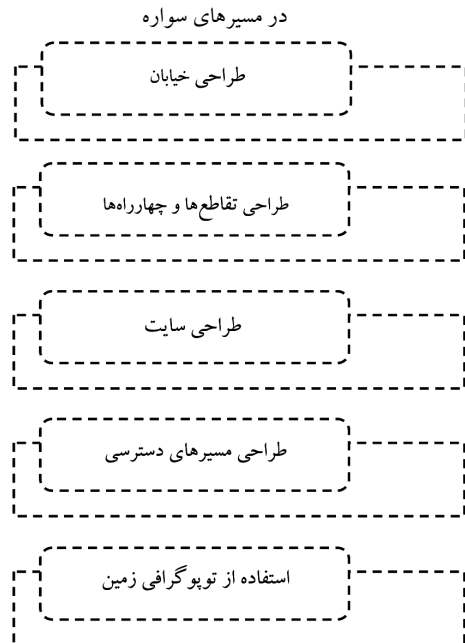 در مسیرهای سواره
طراحی خیابان
طراحی تقاطع‌ها و چهارراه‌ها
طراحی سایت
طراحی مسیرهای دسترسی
استفاده از توپوگرافی زمین